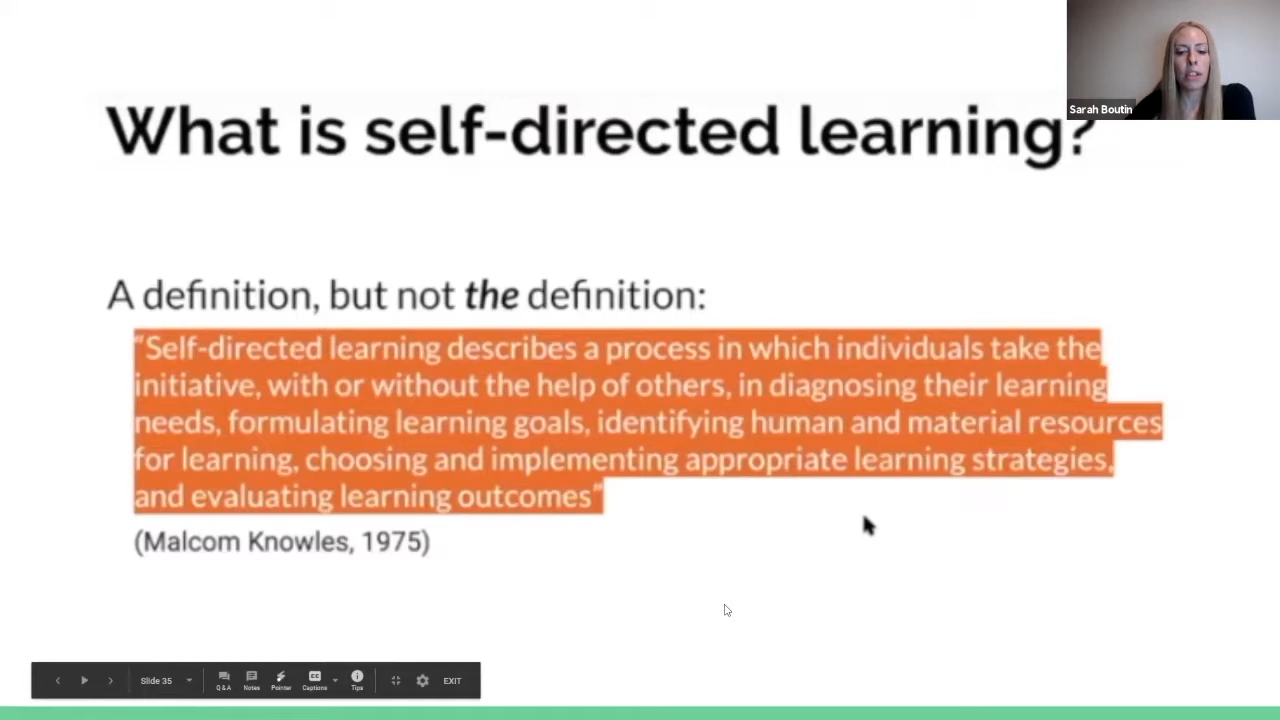 Sarah Boutin
What is self-directed learning?
A definition, but not the definition:
"Self-directed learning describes a process in which individuals take the
initiative, with or without the help of others, in diagnosing their learning
needs, formulating learning goals, identifying human and material resources
for learning, choosing and implementing appropriate learning strategies,
and evaluating learning outcomes"
(Malcom Knowles, 1975)
Slide 35
Q&A
Notes
Pointer
CC
Captions
Tips
EXIT